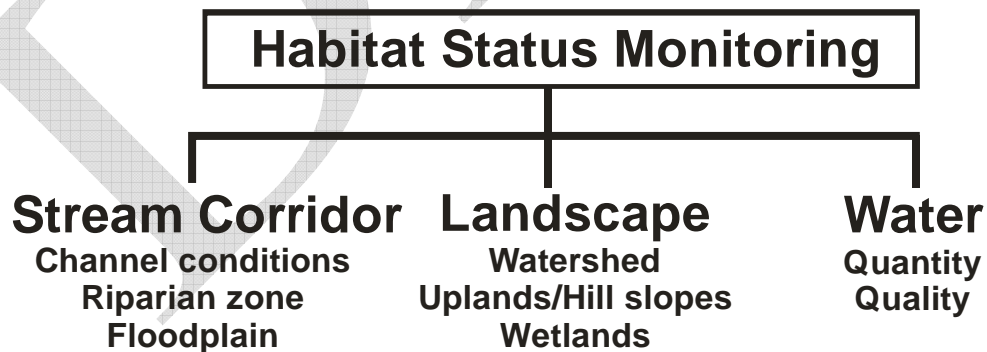 Habitat Status Monitoring
Stream Corridor
Channel conditions
Riparian zone
Floodplain
Landscape
Watershed
Uplands/Hill slopes
Wetlands
Water
Quantity
Quality